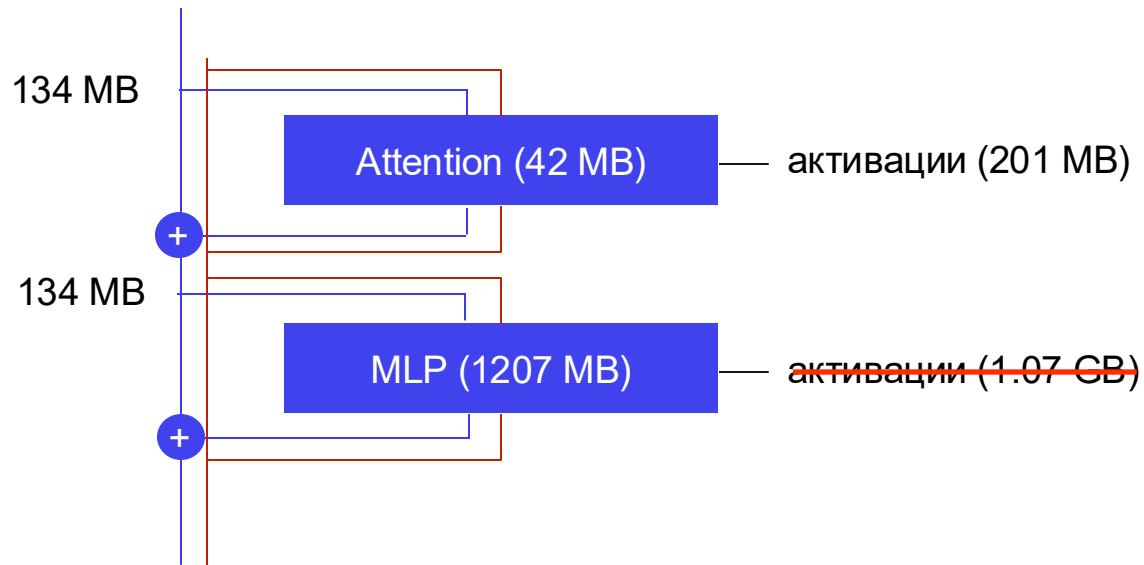 134 MB
Attention (42 MB)
активации (201 MB)
+
134 MB
MLP (1207 MB)
активации (1.07 GB)
+